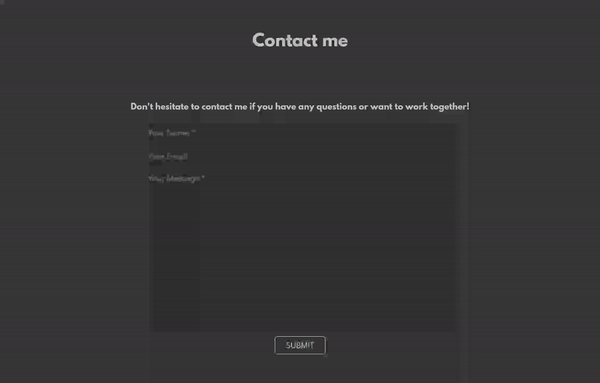 Contact me
Don't hesitate to contact me if you have any questions or want to work together!
Your Name *
Your Email
Your Message *
SUBMIT